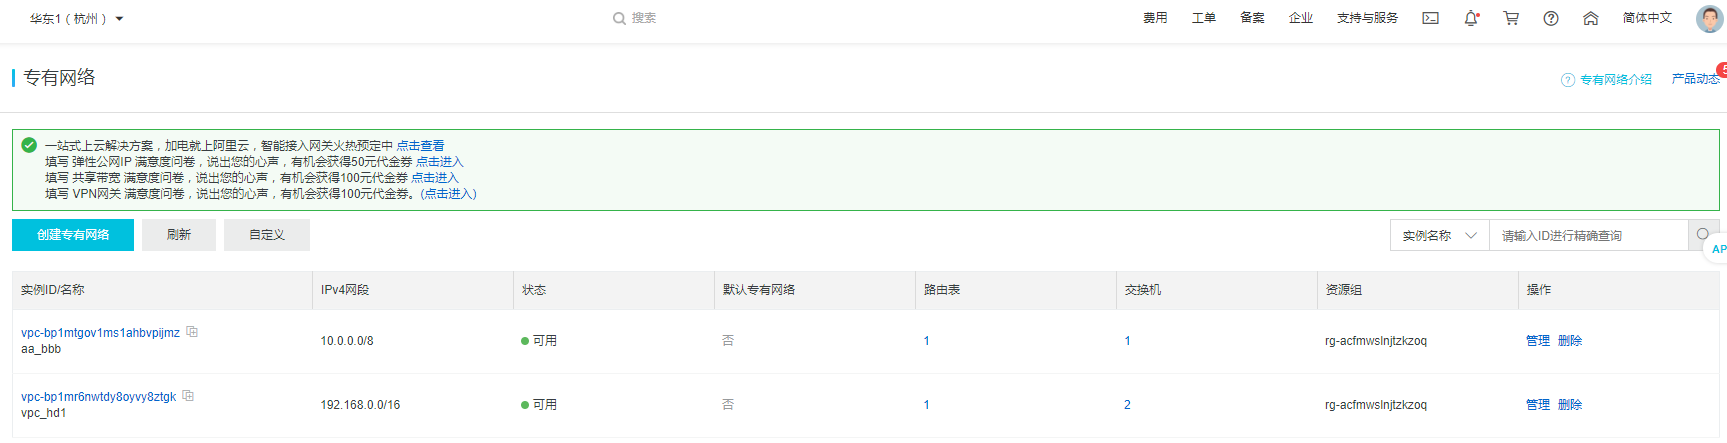 华东1（杭州）
搜索
费用 工单 备案 企业 支持与服务 简体中文
专有网络
专有网络介绍 产品动态 5
一站式上云解决方案，加电就上阿里云，智能接入网关火热预定中 点击查看
填写 弹性公网IP 满意度问卷，说出您的心声，有机会获得50元代金券 点击进入
填写 共享带宽 满意度问卷，说出您的心声，有机会获得100元代金券 点击进入
填写 VPN网关 满意度问卷，说出您的心声，有机会获得100元代金券。(点击进入)
创建专有网络 刷新 自定义 实例名称 请输入ID进行精确查询
AP
实例ID/名称 IPv4网段 状态 默认专有网络 路由表 交换机 资源组 操作
vpc-bp1mtgov1ms1ahbvpijmz
aa_bbb
10.0.0.0/8 可用 否 1 1 rg-acfmwslnjtzkzoq 管理 删除
vpc-bp1mr6nwtdy8oyvy8ztgk
vpc_hd1
192.168.0.0/16 可用 否 1 2 rg-acfmwslnjtzkzoq 管理 删除